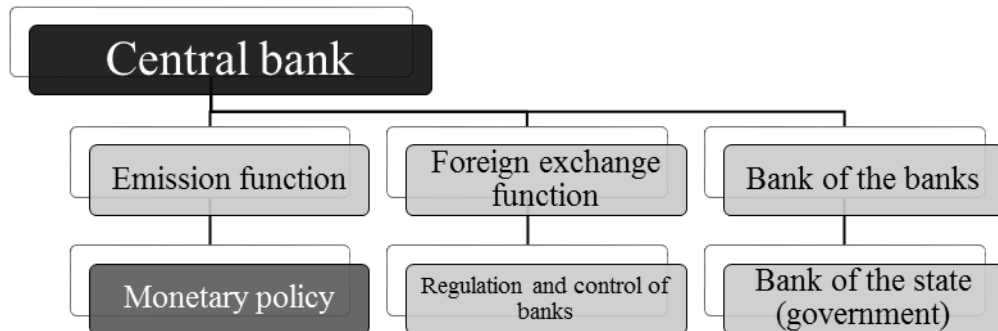 Central bank
Emission function
Foreign exchange
function
Bank of the banks
Monetary policy
Regulation and control of
banks
Bank of the state
(government)